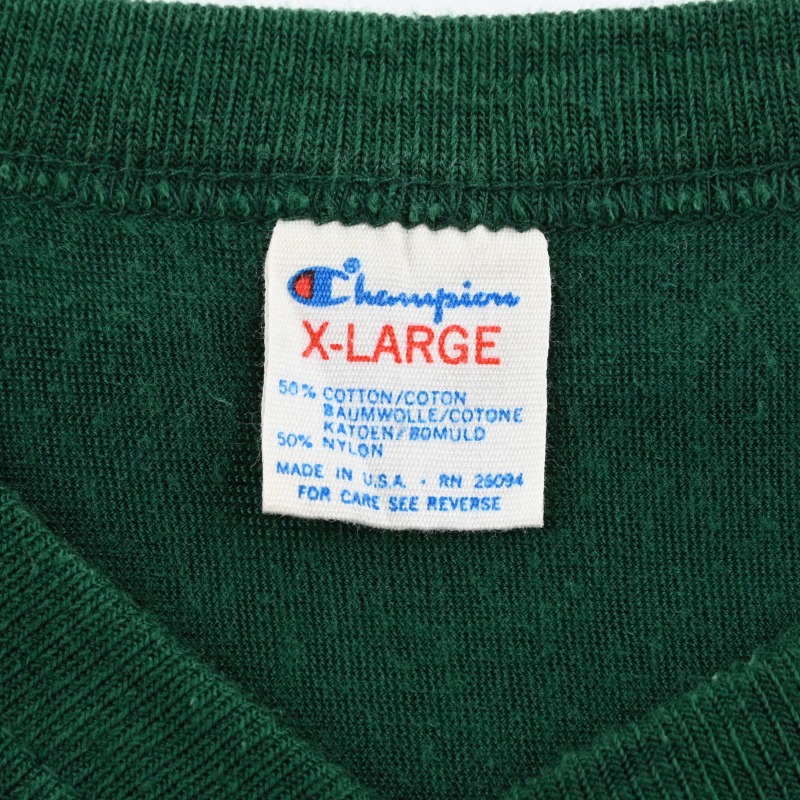 Champion®
X-LARGE
50% COTTON/COTON
BAUMWOLLE/COTONE
KATOEN/BOMULD
50% NYLON
MADE IN U.S.A. · RN 26094
FOR CARE SEE REVERSE